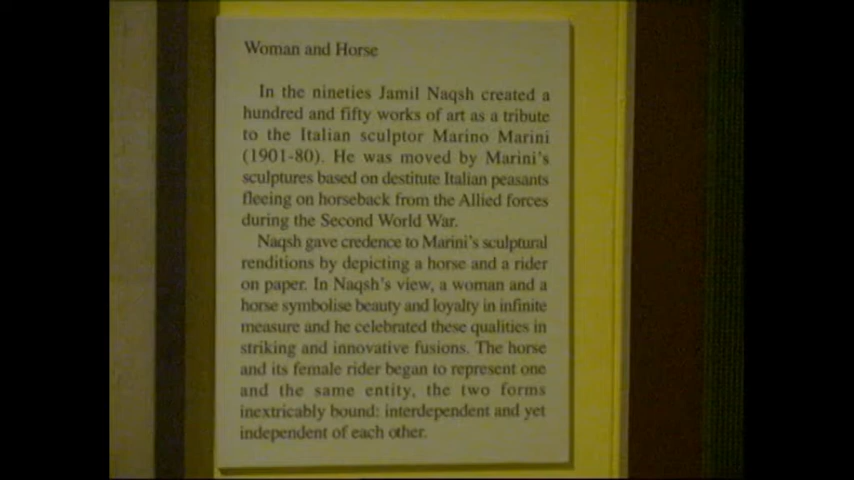 Woman and Horse
In the nineties Jamil Naqsh created a
hundred and fifty works of art as a tribute
to the Italian sculptor Marino Marini
(1901-80). He was moved by Marini's
sculptures based on destitute Italian peasants
fleeing on horseback from the Allied forces
during the Second World War.
Naqsh gave credence to Marini's sculptural
renditions by depicting a horse and a rider
on paper. In Naqsh's view, a woman and a
horse symbolise beauty and loyalty in infinite
measure and he celebrated these qualities in
striking and innovative fusions. The horse
and its female rider began to represent one
and the same entity, the two forms
inextricably bound: interdependent and yet
independent of each other.